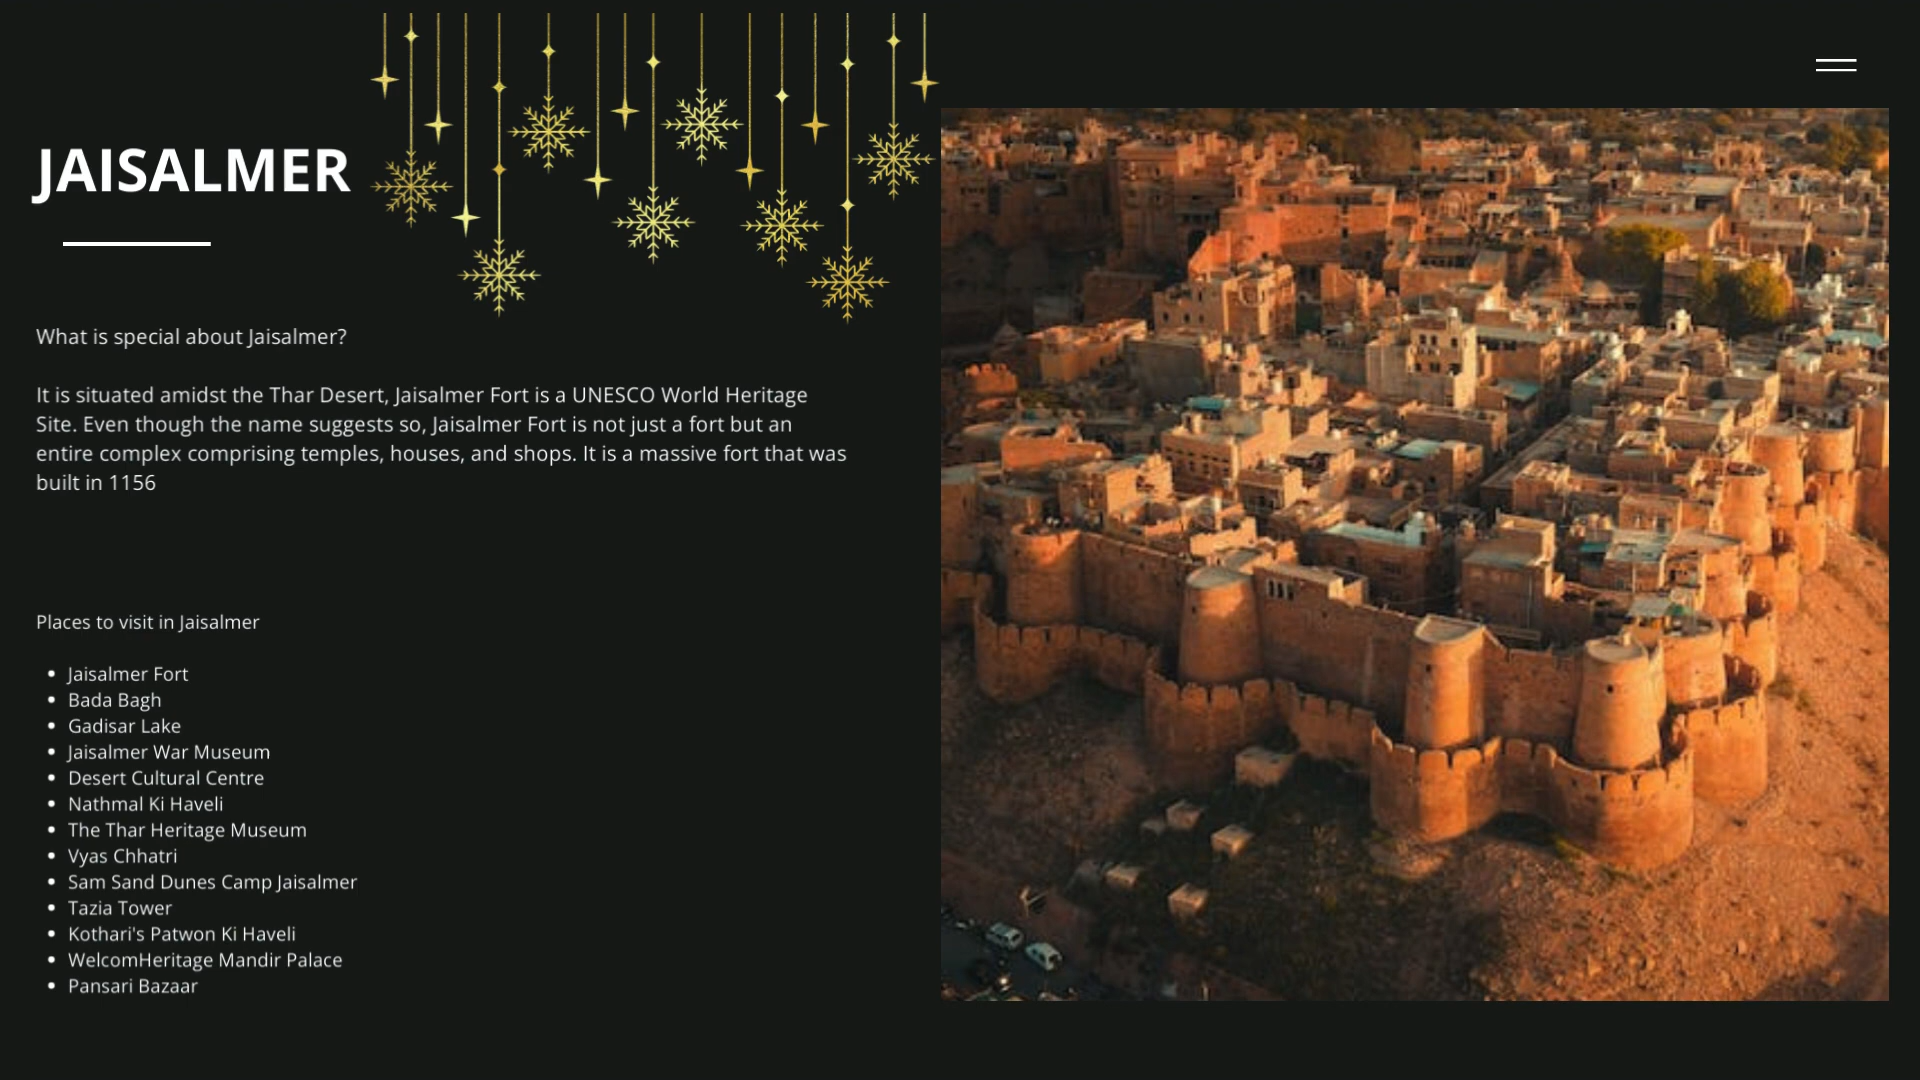 JAISALMER
What is special about Jaisalmer?
It is situated amidst the Thar Desert, Jaisalmer Fort is a UNESCO World Heritage
Site. Even though the name suggests so, Jaisalmer Fort is not just a fort but an
entire complex comprising temples, houses, and shops. It is a massive fort that was
built in 1156
Places to visit in Jaisalmer
• Jaisalmer Fort
• Bada Bagh
• Gadisar Lake
• Jaisalmer War Museum
• Desert Cultural Centre
• Nathmal Ki Haveli
• The Thar Heritage Museum
• Vyas Chhatri
• Sam Sand Dunes Camp Jaisalmer
• Tazia Tower
• Kothari's Patwon Ki Haveli
• WelcomHeritage Mandir Palace
• Pansari Bazaar